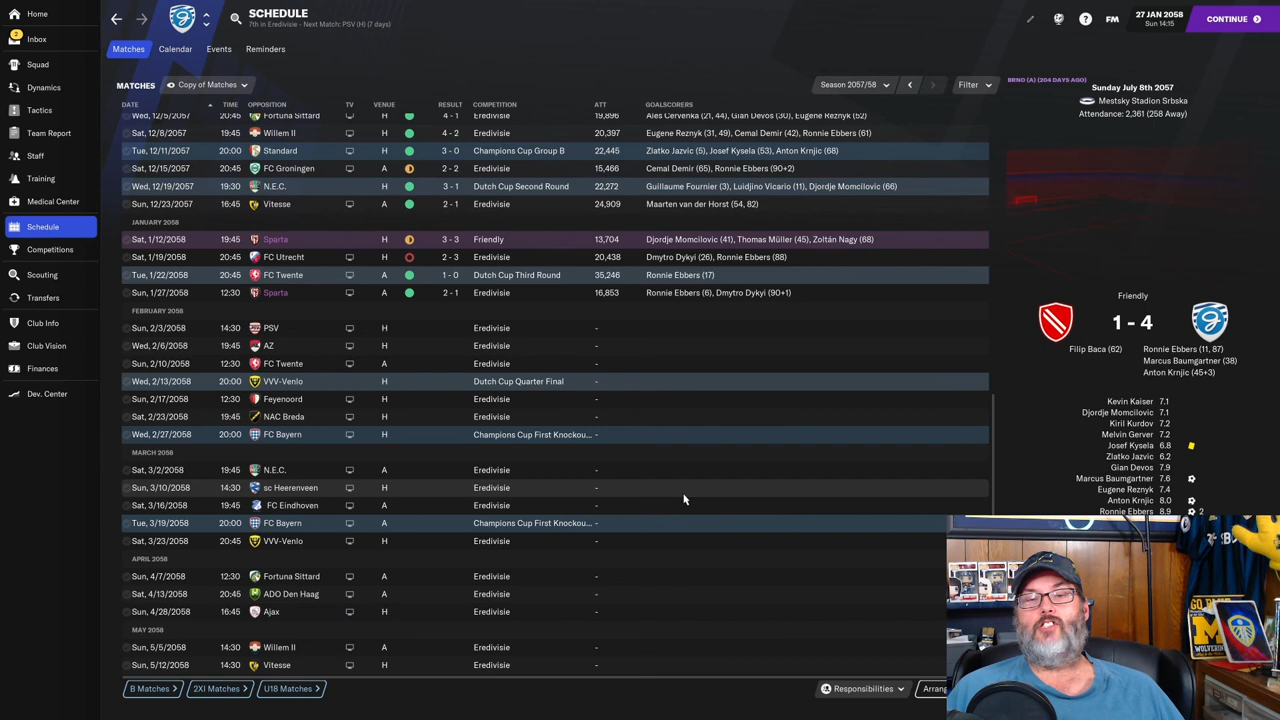 Home
SCHEDULE
7th in Eredivisie - Next Match: PSV (H) (7 days)
FM
27 JAN 2058
Sun 14:15
CONTINUE
2
Inbox
Squad
Dynamics
Tactics
Team Report
Staff
Training
Medical Center
Schedule
Competitions
Scouting
Transfers
Club Info
Club Vision
Finances
Dev. Center
Matches Calendar Events Reminders
MATCHES Copy of Matches Season 2057/58 Filter
DATE TIME OPPOSITION TV VENUE RESULT COMPETITION ATT GOALSCORERS
Wed, 12/5/2057 20:45 Fortuna Sittard H 4 - 1 Eredivisie 19,896 Ales Cervenka (21, 44), Gian Devos (30), Eugene Reznyk (52)
Sat, 12/8/2057 19:45 Willem II H 4 - 2 Eredivisie 20,397 Eugene Reznyk (31, 49), Cemal Demir (42), Ronnie Ebbers (61)
Tue, 12/11/2057 20:00 Standard H 3 - 0 Champions Cup Group B 22,445 Zlatko Jazvic (5), Josef Kysela (53), Anton Krnjic (68)
Sat, 12/15/2057 20:45 FC Groningen A 2 - 2 Eredivisie 15,466 Cemal Demir (65), Ronnie Ebbers (90+2)
Wed, 12/19/2057 19:30 N.E.C. H 3 - 1 Dutch Cup Second Round 22,272 Guillaume Fournier (3), Luidjino Vicario (11), Djordje Momcilovic (66)
Sun, 12/23/2057 16:45 Vitesse A 2 - 1 Eredivisie 24,909 Maarten van der Horst (54, 82)
JANUARY 2058
Sat, 1/12/2058 19:45 Sparta H 3 - 3 Friendly 13,704 Djordje Momcilovic (41), Thomas Müller (45), Zoltán Nagy (68)
Sat, 1/19/2058 20:45 FC Utrecht H 2 - 3 Eredivisie 20,438 Dmytro Dykyi (26), Ronnie Ebbers (88)
Tue, 1/22/2058 20:45 FC Twente A 1 - 0 Dutch Cup Third Round 35,246 Ronnie Ebbers (17)
Sun, 1/27/2058 12:30 Sparta A 2 - 1 Eredivisie 16,853 Ronnie Ebbers (6), Dmytro Dykyi (90+1)
FEBRUARY 2058
Sun, 2/3/2058 14:30 PSV H Eredivisie -
Wed, 2/6/2058 19:45 AZ H Eredivisie -
Sun, 2/10/2058 12:30 FC Twente A Eredivisie -
Wed, 2/13/2058 20:00 VVV-Venlo H Dutch Cup Quarter Final -
Sun, 2/17/2058 12:30 Feyenoord H Eredivisie -
Sat, 2/23/2058 19:45 NAC Breda H Eredivisie -
Wed, 2/27/2058 20:00 FC Bayern H Champions Cup First Knockou... -
MARCH 2058
Sat, 3/2/2058 19:45 N.E.C. A Eredivisie -
Sun, 3/10/2058 14:30 sc Heerenveen H Eredivisie -
Sat, 3/16/2058 19:45 FC Eindhoven A Eredivisie -
Tue, 3/19/2058 20:00 FC Bayern A Champions Cup First Knockou... -
Sat, 3/23/2058 20:45 VVV-Venlo A Eredivisie -
APRIL 2058
Sun, 4/7/2058 12:30 Fortuna Sittard A Eredivisie -
Sat, 4/13/2058 20:45 ADO Den Haag A Eredivisie -
Sun, 4/28/2058 16:45 Ajax H Eredivisie -
MAY 2058
Sun, 5/5/2058 14:30 Willem II A Eredivisie -
Sun, 5/12/2058 14:30 Vitesse H Eredivisie -
B Matches 2XI Matches U18 Matches Responsibilities Arrang
BRNO (A) (204 DAYS AGO)
Sunday July 8th 2057
Mestsky Stadion Srbska
Attendance: 2,361 (258 Away)
Friendly
1 - 4
Filip Baca (62)
Ronnie Ebbers (11, 87)
Marcus Baumgartner (38)
Anton Krnjic (45+3)
Kevin Kaiser 7.1
Djordje Momcilovic 7.1
Kiril Kurdov 7.2
Melvin Gerver 7.2
Josef Kysela 6.8
Zlatko Jazvic 6.2
Gian Devos 7.9
Marcus Baumgartner 7.6
Eugene Reznyk 7.4
Anton Krnjic 8.0
Ronnie Ebbers 8.9 2
GO BLUE
M
WOLVERINES